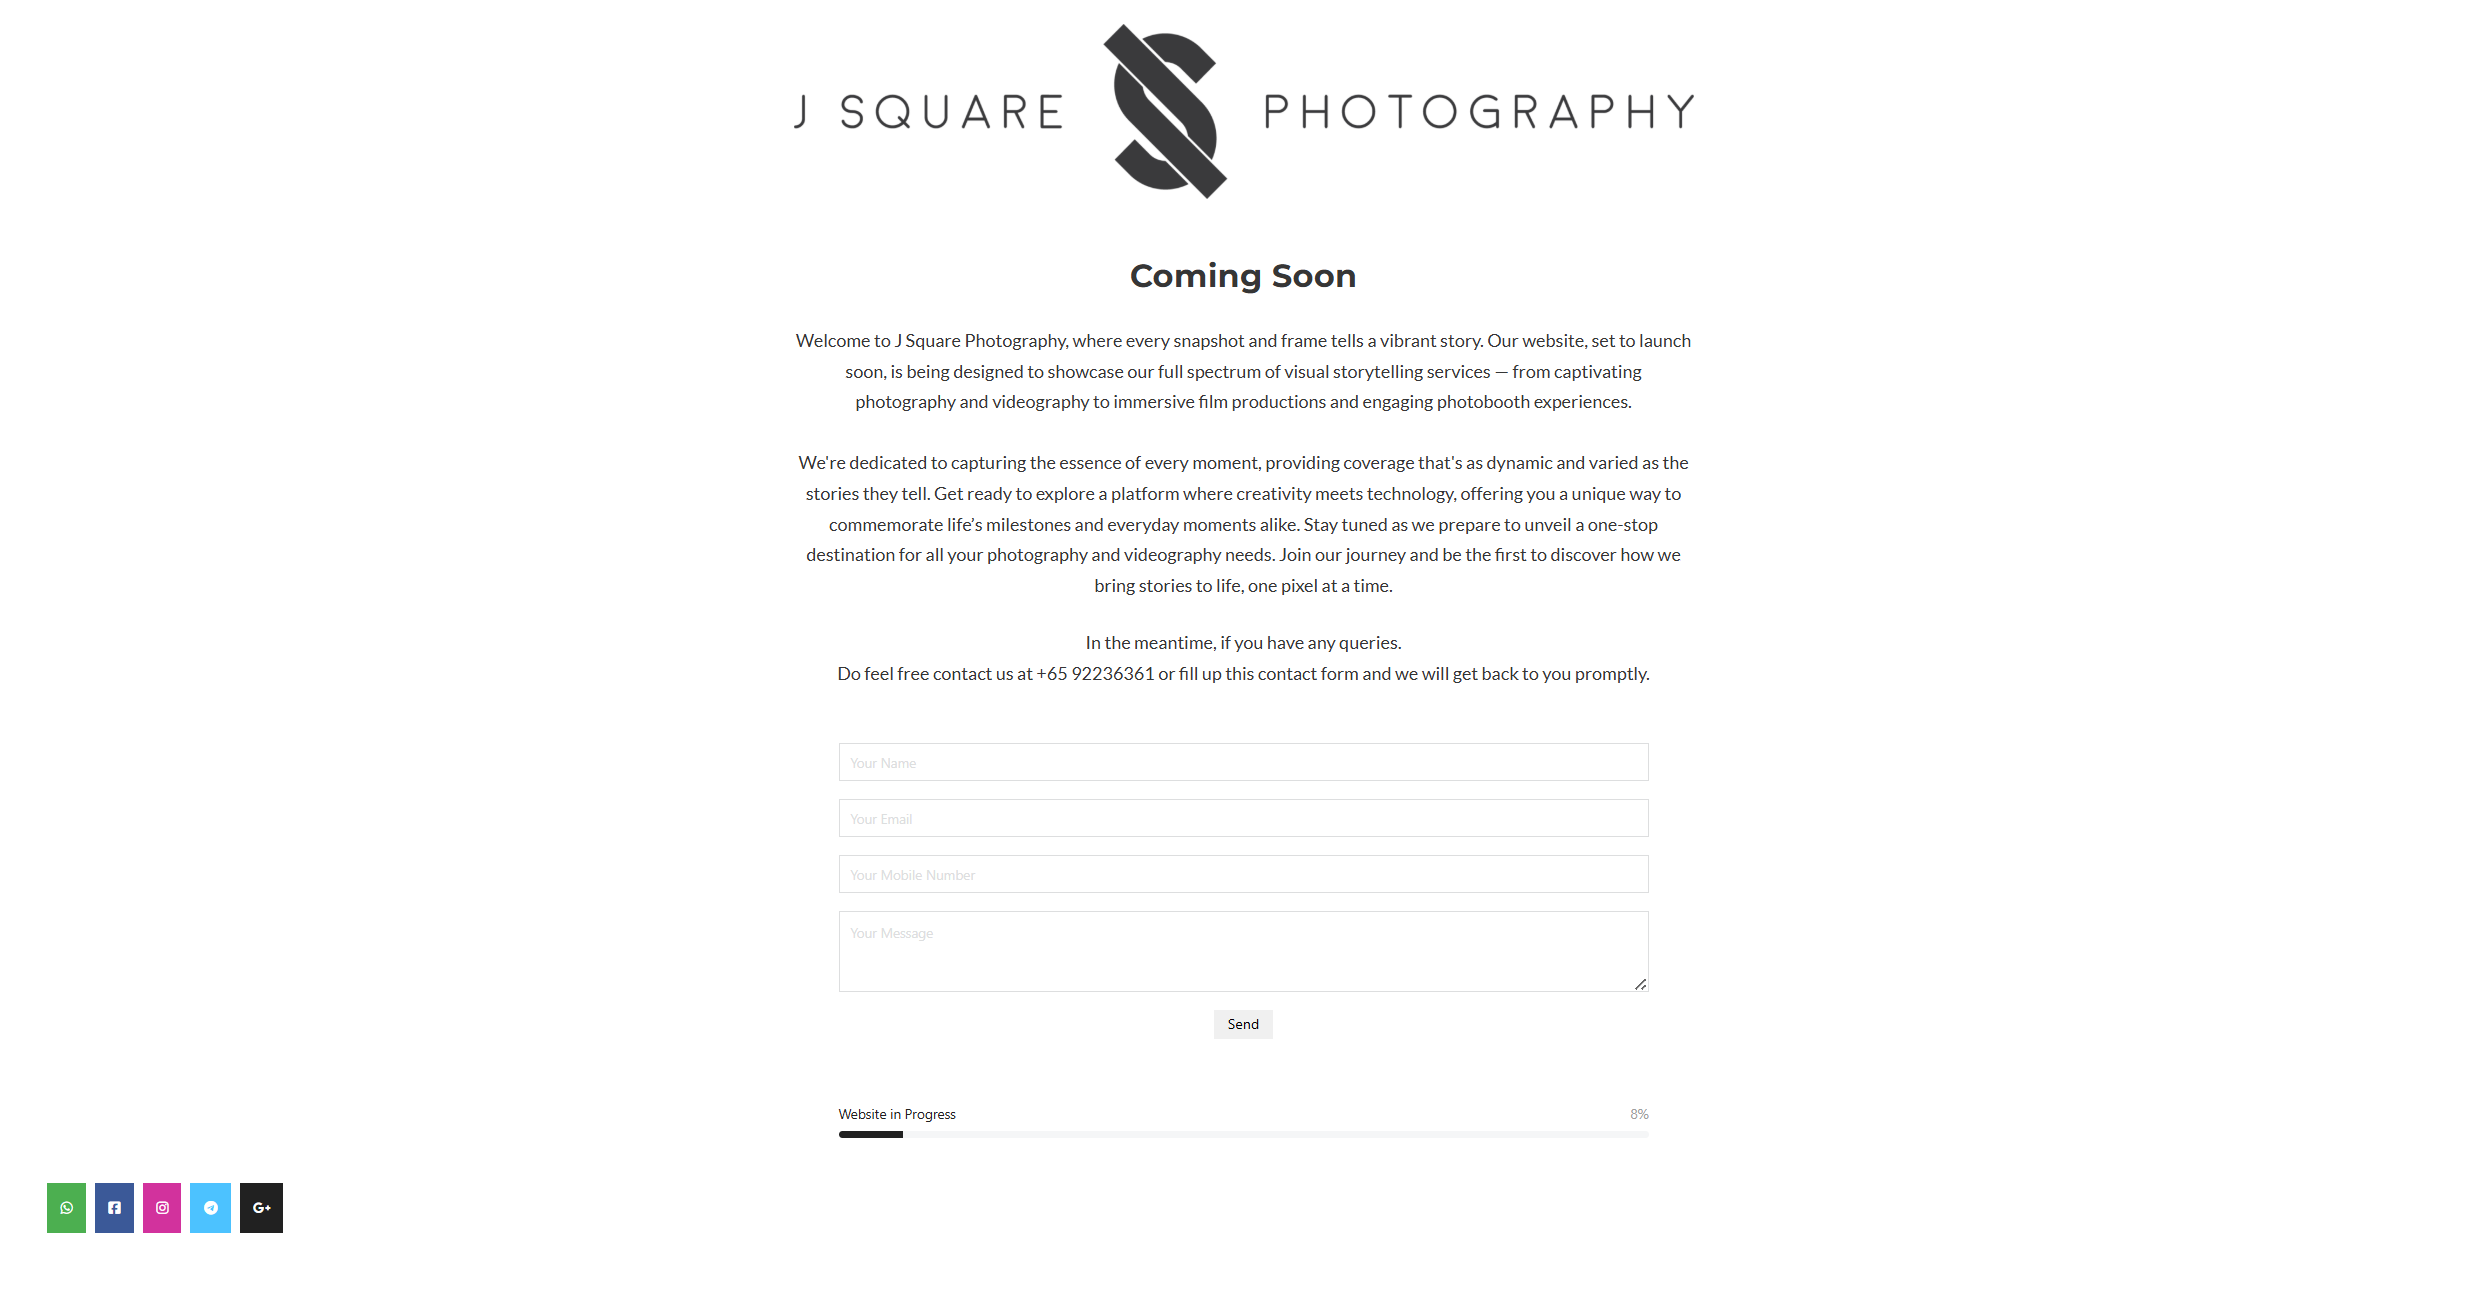 J SQUARE PHOTOGRAPHY
Coming Soon
Welcome to J Square Photography, where every snapshot and frame tells a vibrant story. Our website, set to launch
soon, is being designed to showcase our full spectrum of visual storytelling services — from captivating
photography and videography to immersive film productions and engaging photobooth experiences.
We're dedicated to capturing the essence of every moment, providing coverage that's as dynamic and varied as the
stories they tell. Get ready to explore a platform where creativity meets technology, offering you a unique way to
commemorate life’s milestones and everyday moments alike. Stay tuned as we prepare to unveil a one-stop
destination for all your photography and videography needs. Join our journey and be the first to discover how we
bring stories to life, one pixel at a time.
In the meantime, if you have any queries.
Do feel free contact us at +65 92236361 or fill up this contact form and we will get back to you promptly.
Your Name
Your Email
Your Mobile Number
Your Message
Send
Website in Progress 8%
G+